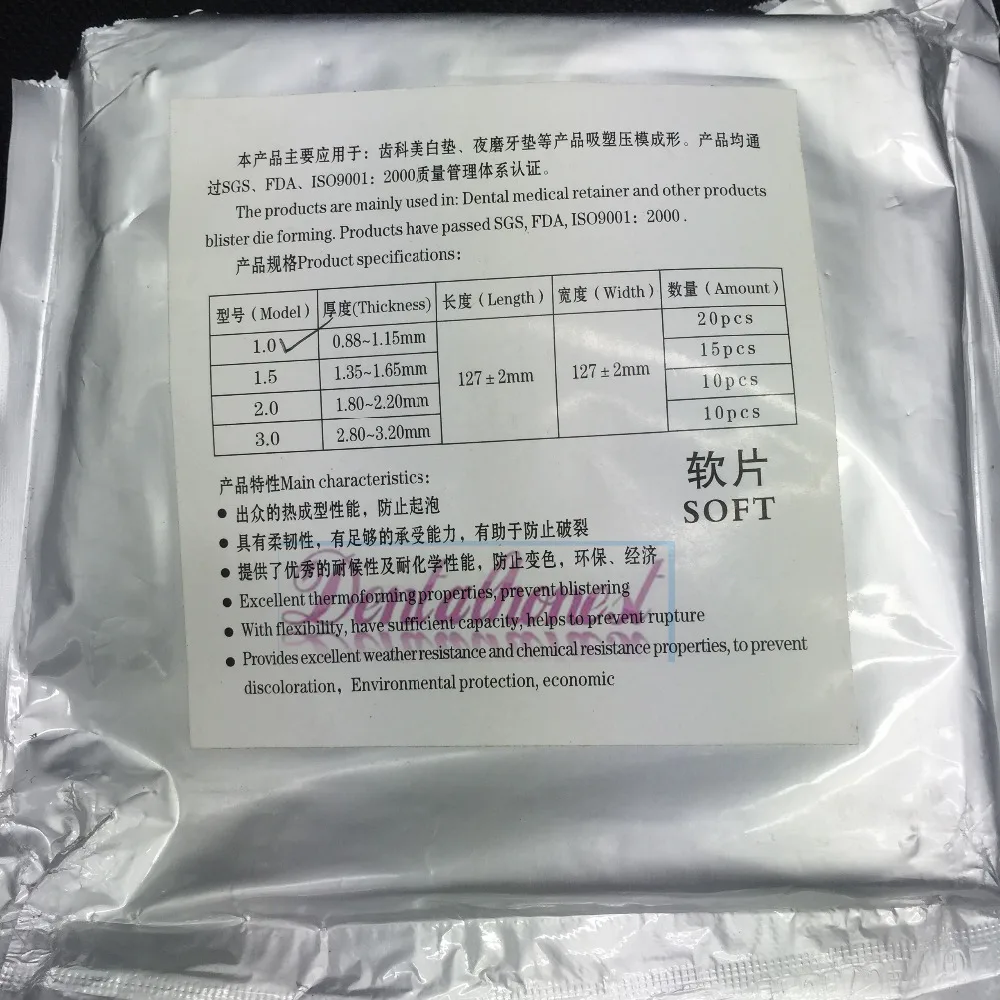 本产品主要应用于：齿科美白垫、夜磨牙垫等产品吸塑压模成形。产品均通
过SGS、FDA、ISO9001：2000质量管理体系认证。
The products are mainly used in: Dental medical retainer and other products
blister die forming. Products have passed SGS, FDA, ISO9001：2000 .
产品规格Product specifications：
型号（Model） 厚度(Thickness) 长度（Length） 宽度（Width） 数量（Amount）
1.0✓ 0.88~1.15mm 127±2mm 127±2mm 20pcs
1.5 1.35~1.65mm 15pcs
2.0 1.80~2.20mm 10pcs
3.0 2.80~3.20mm 10pcs
软片
SOFT
产品特性Main characteristics：
● 出众的热成型性能，防止起泡
● 具有柔韧性，有足够的承受能力，有助于防止破裂
● 提供了优秀的耐候性及耐化学性能，防止变色，环保、经济
● Excellent thermoforming properties, prevent blistering
● With flexibility, have sufficient capacity, helps to prevent rupture
● Provides excellent weather resistance and chemical resistance properties, to prevent
discoloration，Environmental protection, economic
Dentalhonest